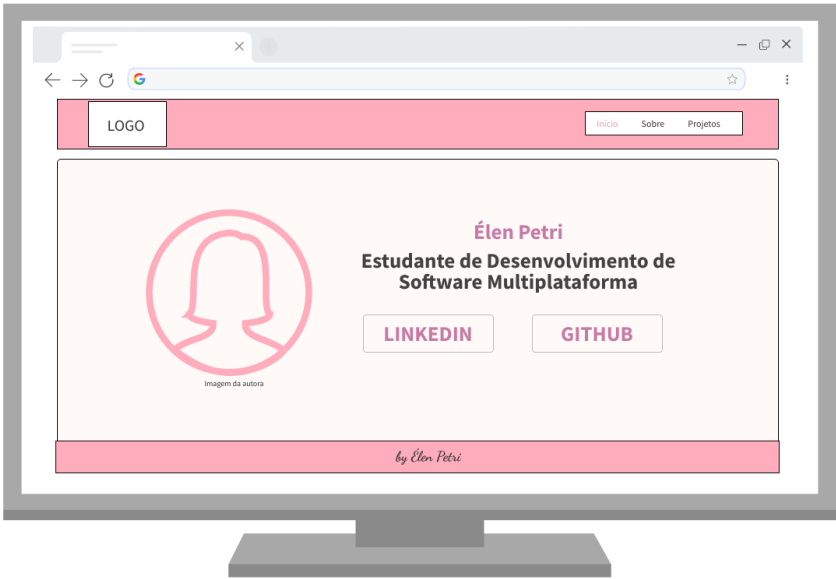 LOGO
Início Sobre Projetos
Élen Petri
Estudante de Desenvolvimento de
Software Multiplataforma
LINKEDIN GITHUB
Imagem da autora
by Élen Petri